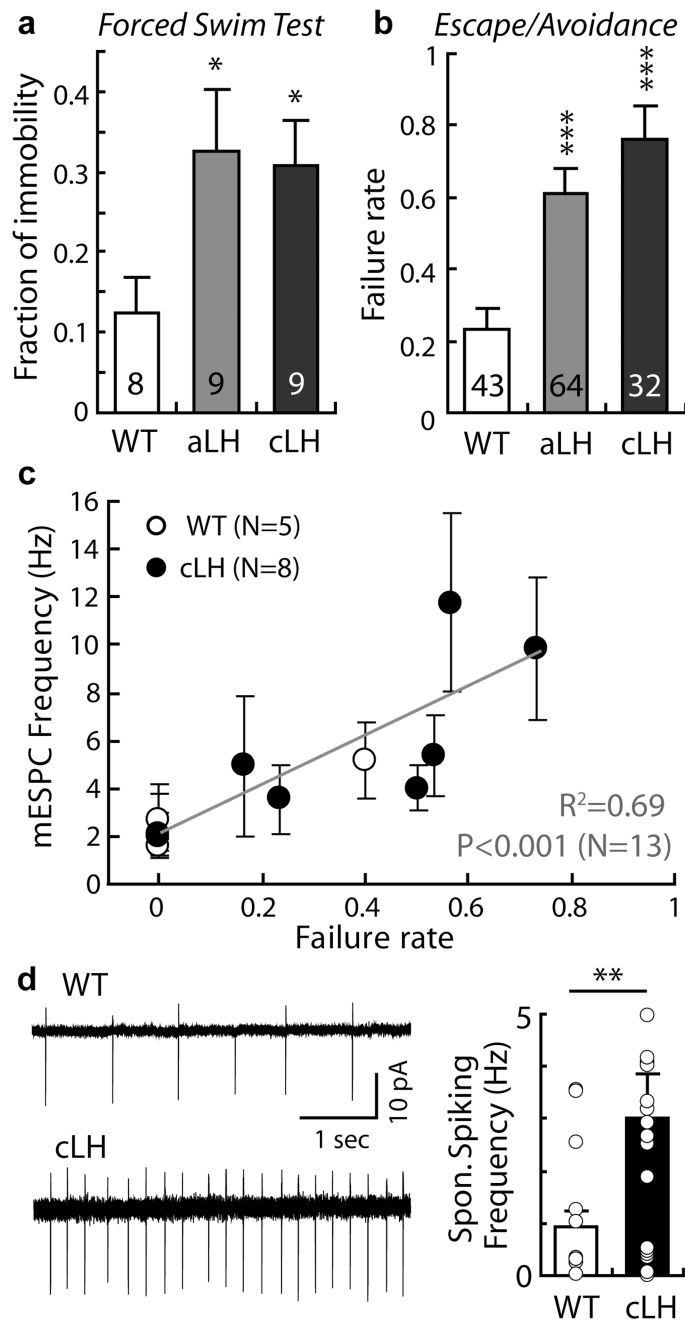 a Forced Swim Test
Fraction of immobility
0.4
0.3
0.2
0.1
0
* *
8 9 9
WT aLH cLH
b Escape/Avoidance
Failure rate
1
0.8
0.6
0.4
0.2
0
*** ***
43 64 32
WT aLH cLH
c
mESPC Frequency (Hz)
16
14
12
10
8
6
4
2
0
WT (N=5)
cLH (N=8)
R²=0.69
P<0.001 (N=13)
0 0.2 0.4 0.6 0.8 1
Failure rate
d WT
10 pA
1 sec
cLH
Spon. Spiking
Frequency (Hz)
**
5
0
WT cLH